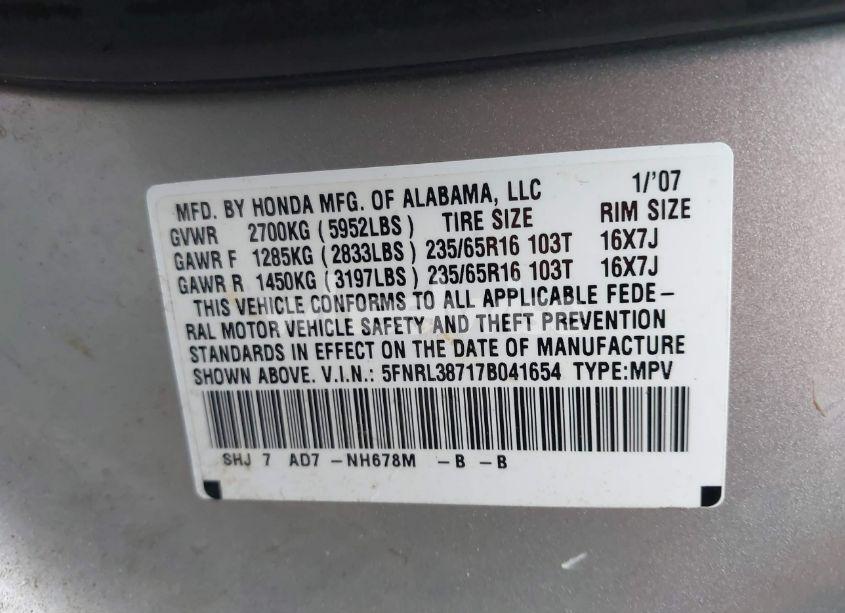 MFD. BY HONDA MFG. OF ALABAMA, LLC 1/'07
GVWR 2700KG ( 5952LBS ) TIRE SIZE RIM SIZE
GAWR F 1285KG ( 2833LBS ) 235/65R16 103T 16X7J
GAWR R 1450KG ( 3197LBS ) 235/65R16 103T 16X7J
THIS VEHICLE CONFORMS TO ALL APPLICABLE FEDE-
RAL MOTOR VEHICLE SAFETY AND THEFT PREVENTION
STANDARDS IN EFFECT ON THE DATE OF MANUFACTURE
SHOWN ABOVE. V.I.N.: 5FNRL38717B041654 TYPE:MPV
SHJ 7 AD7 -NH678M -B -B